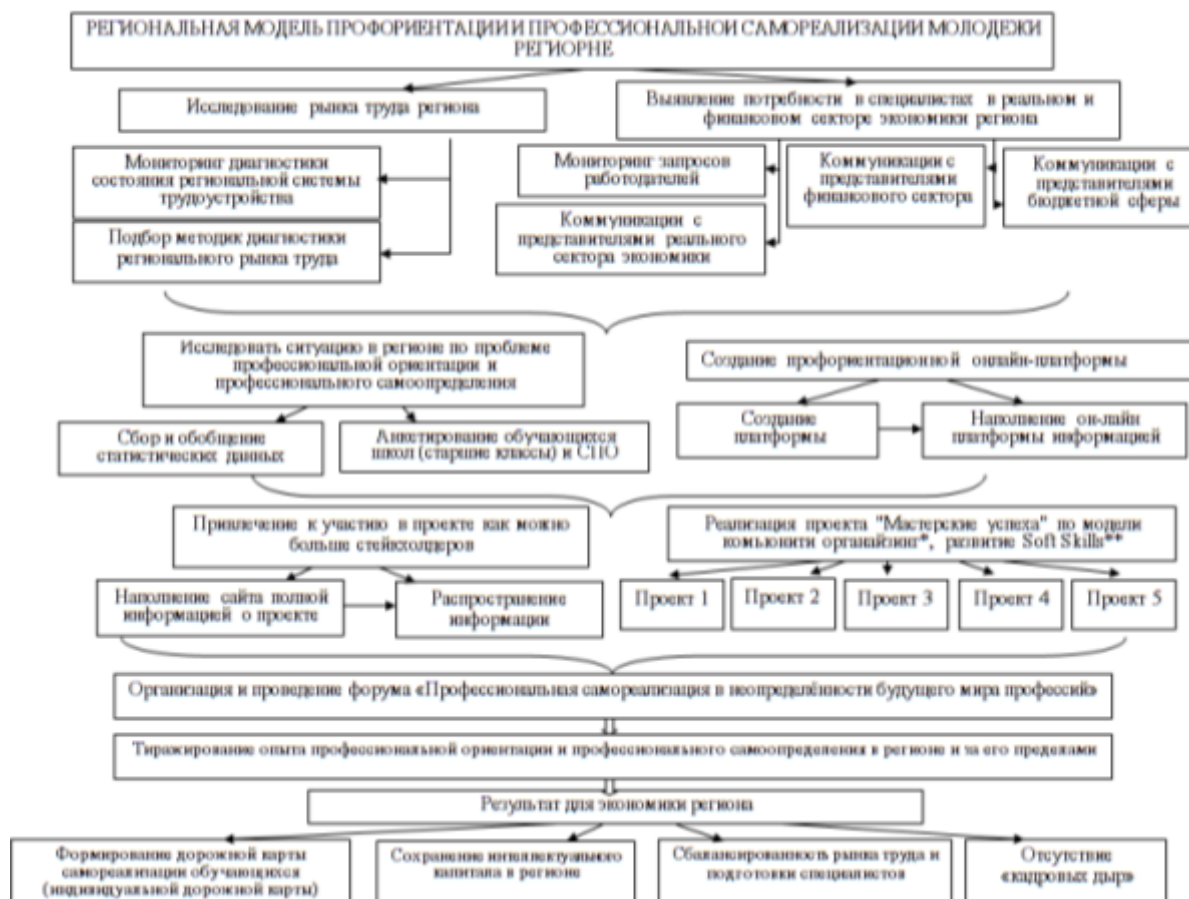 РЕГИОНАЛЬНАЯ МОДЕЛЬ ПРОФОРИЕНТАЦИИ И ПРОФЕССИОНАЛЬНОЙ САМОРЕАЛИЗАЦИИ МОЛОДЕЖИ
РЕГИОРНЕ
Исследование рынка труда региона
Выявление потребности в специалистах в реальном и
финансовом секторе экономики региона
Мониторинг диагностики
состояния региональной системы
трудоустройства
Мониторинг запросов
работодателей
Коммуникации с
представителями
финансового сектора
Коммуникации с
представителями
бюджетной сферы
Подбор методик диагностики
регионального рынка труда
Коммуникации с
представителями реального
сектора экономики
Исследовать ситуацию в регионе по проблеме
профессиональной ориентации и
профессионального самоопределения
Создание профориентационной онлайн-платформы
Сбор и обобщение
статистических данных
Анкетирование обучающихся
школ (старшие классы) и СПО
Создание
платформы
Наполнение он-лайн
платформы информацией
Привлечение к участию в проекте как можно
больше стейкхолдеров
Реализация проекта "Мастерские успеха" по модели
комьюнити органайзинг*, развитие Soft Skills**
Наполнение сайта полной
информацией о проекте
Распространение
информации
Проект 1
Проект 2
Проект 3
Проект 4
Проект 5
Организация и проведение форума «Профессиональная самореализация в неопределённости будущего мира профессий»
Тиражирование опыта профессиональной ориентации и профессионального самоопределения в регионе и за его пределами
Результат для экономики региона
Формирование дорожной карты
самореализации обучающихся
(индивидуальной дорожной карты)
Сохранение интеллектуального
капитала в регионе
Сбалансированность рынка труда и
подготовки специалистов
Отсутствие
«кадровых дыр»